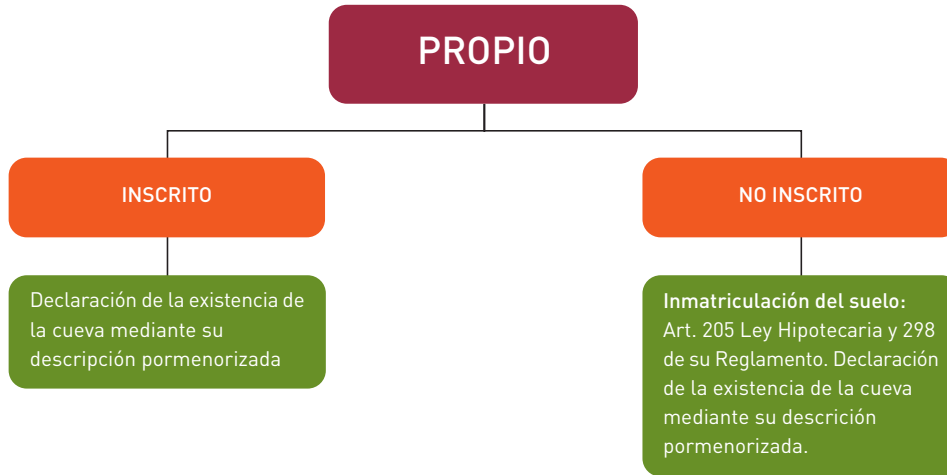 PROPIO
INSCRITO
NO INSCRITO
Declaración de la existencia de
la cueva mediante su
descripción pormenorizada
Inmatriculación del suelo:
Art. 205 Ley Hipotecaria y 298
de su Reglamento. Declaración
de la existencia de la cueva
mediante su descrición
pormenorizada.